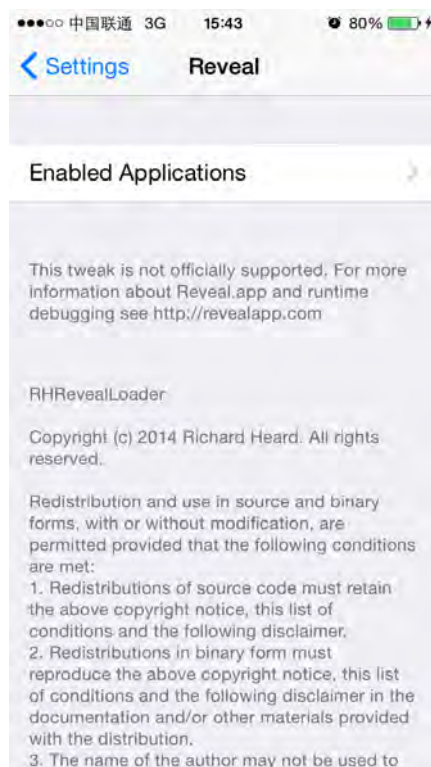 中国联通 3G 15:43 80%
Settings Reveal
Enabled Applications
This tweak is not officially supported. For more
information about Reveal.app and runtime
debugging see http://revealapp.com
RHRevealLoader
Copyright (c) 2014 Richard Heard. All rights
reserved.
Redistribution and use in source and binary
forms, with or without modification, are
permitted provided that the following conditions
are met:
1. Redistributions of source code must retain
the above copyright notice, this list of
conditions and the following disclaimer.
2. Redistributions in binary form must
reproduce the above copyright notice, this list
of conditions and the following disclaimer in the
documentation and/or other materials provided
with the distribution.
3. The name of the author may not be used to